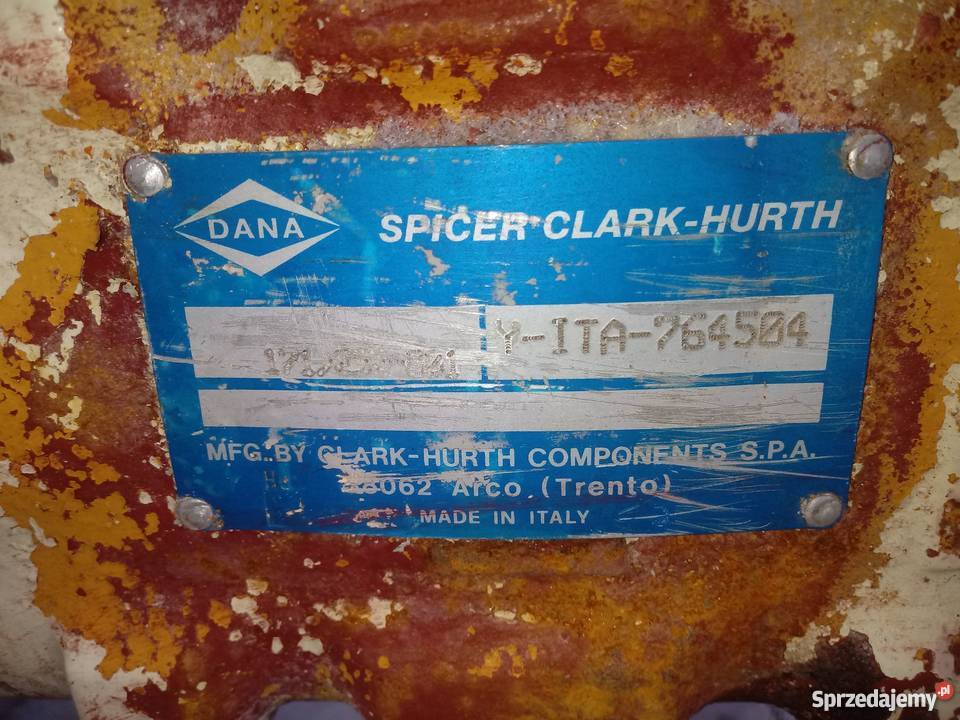 DANA
SPICER CLARK-HURTH
Y-ITA-764504
MFG. BY CLARK-HURTH COMPONENTS S.P.A.
Arco (Trento)
MADE IN ITALY
Sprzedajemy.pl